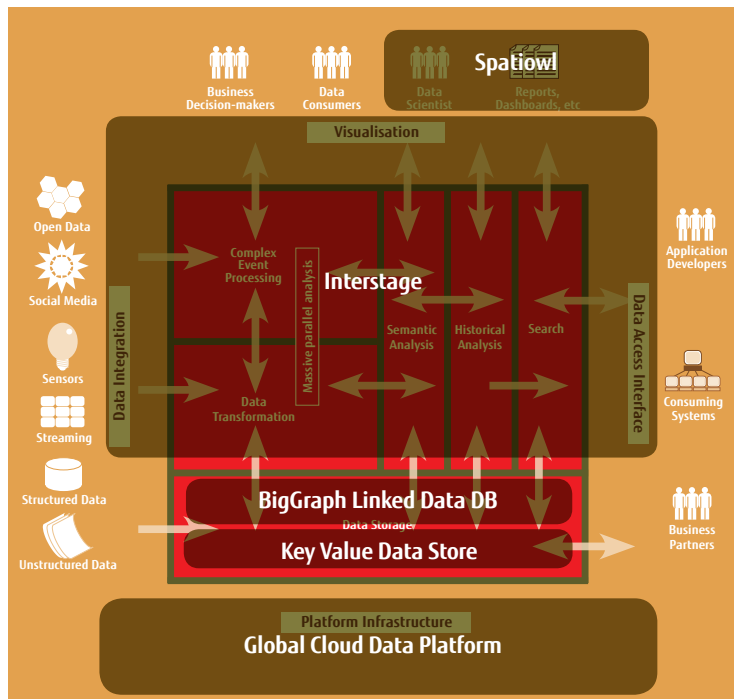 Spatiowl
Business
Decision-makers
Data
Consumers
Data
Scientist
Reports,
Dashboards, etc
Visualisation
Open Data
Social Media
Sensors
Streaming
Structured Data
Unstructured Data
Data Integration
Complex
Event
Processing
Massive parallel analysis
Interstage
Semantic
Analysis
Historical
Analysis
Search
Data
Transformation
Data Access Interface
Application
Developers
Consuming
Systems
Business
Partners
BigGraph Linked Data DB
Data Storage
Key Value Data Store
Platform Infrastructure
Global Cloud Data Platform